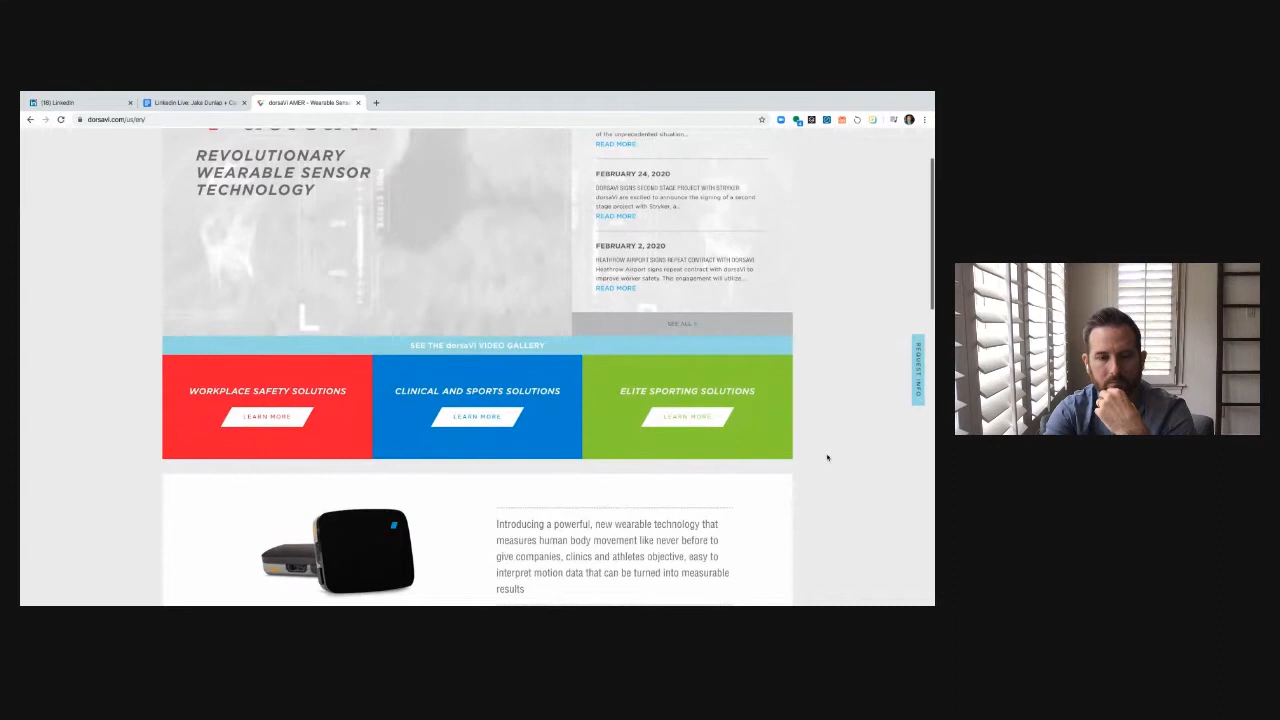 (1B) LinkedIn
LinkedIn Live: Jake Dunlap + Cla
dorsaVi AMER - Wearable Sens
dorsavi.com/us/en/
REVOLUTIONARY
WEARABLE SENSOR
TECHNOLOGY
of the unprecedented situation...
READ MORE
FEBRUARY 24, 2020
DORSAVI SIGNS SECOND STAGE PROJECT WITH STRYKER
dorsaVi are excited to announce the signing of a second
stage project with Stryker, a...
READ MORE
FEBRUARY 2, 2020
HEATHROW AIRPORT SIGNS REPEAT CONTRACT WITH DORSAVI
Heathrow Airport signs repeat contract with dorsaVi to
improve worker safety. This engagement will utilize...
READ MORE
SEE ALL >
SEE THE dorsaVi VIDEO GALLERY
REQUEST INFO
WORKPLACE SAFETY SOLUTIONS
LEARN MORE
CLINICAL AND SPORTS SOLUTIONS
LEARN MORE
ELITE SPORTING SOLUTIONS
LEARN MORE
Introducing a powerful, new wearable technology that
measures human body movement like never before to
give companies, clinics and athletes objective, easy to
interpret motion data that can be turned into measurable
results